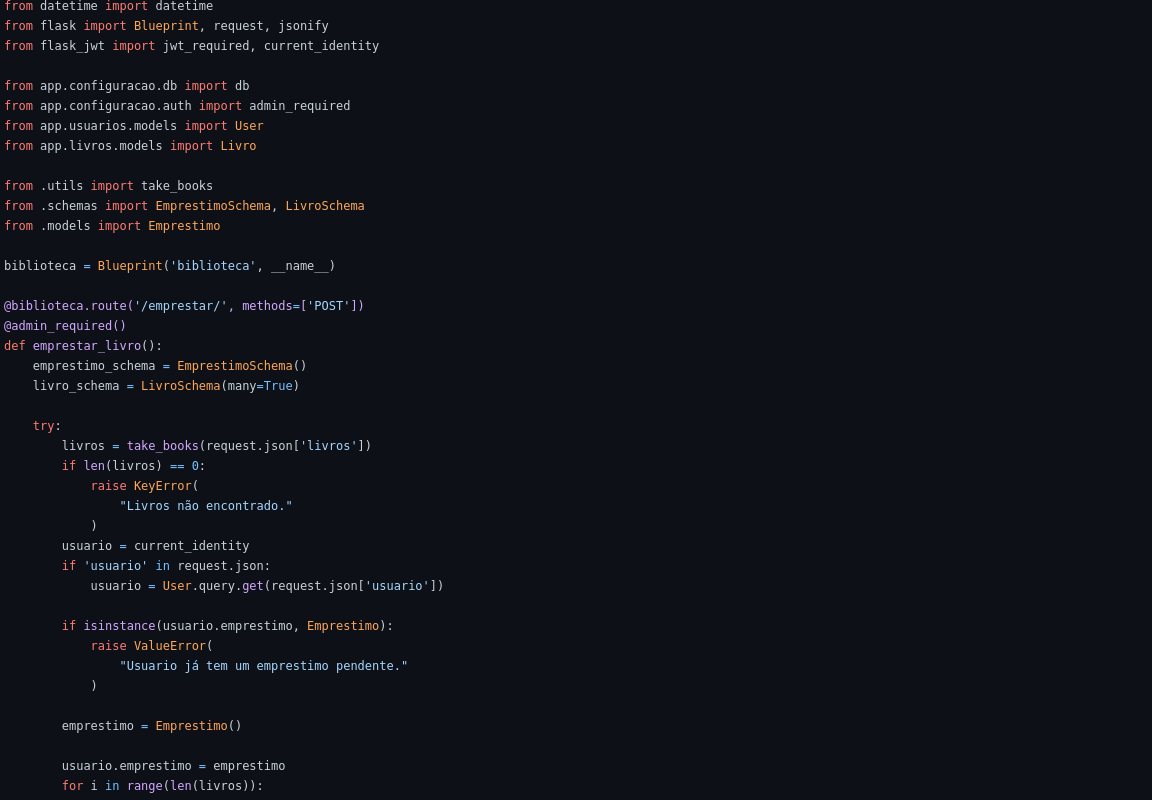 from datetime import datetime
from flask import Blueprint, request, jsonify
from flask_jwt import jwt_required, current_identity

from app.configuracao.db import db
from app.configuracao.auth import admin_required
from app.usuarios.models import User
from app.livros.models import Livro

from .utils import take_books
from .schemas import EmprestimoSchema, LivroSchema
from .models import Emprestimo

biblioteca = Blueprint('biblioteca', __name__)

@biblioteca.route('/emprestar/', methods=['POST'])
@admin_required()
def emprestar_livro():
    emprestimo_schema = EmprestimoSchema()
    livro_schema = LivroSchema(many=True)

    try:
        livros = take_books(request.json['livros'])
        if len(livros) == 0:
            raise KeyError(
                "Livros não encontrado."
            )
        usuario = current_identity
        if 'usuario' in request.json:
            usuario = User.query.get(request.json['usuario'])

        if isinstance(usuario.emprestimo, Emprestimo):
            raise ValueError(
                "Usuario já tem um emprestimo pendente."
            )

        emprestimo = Emprestimo()

        usuario.emprestimo = emprestimo
        for i in range(len(livros)):